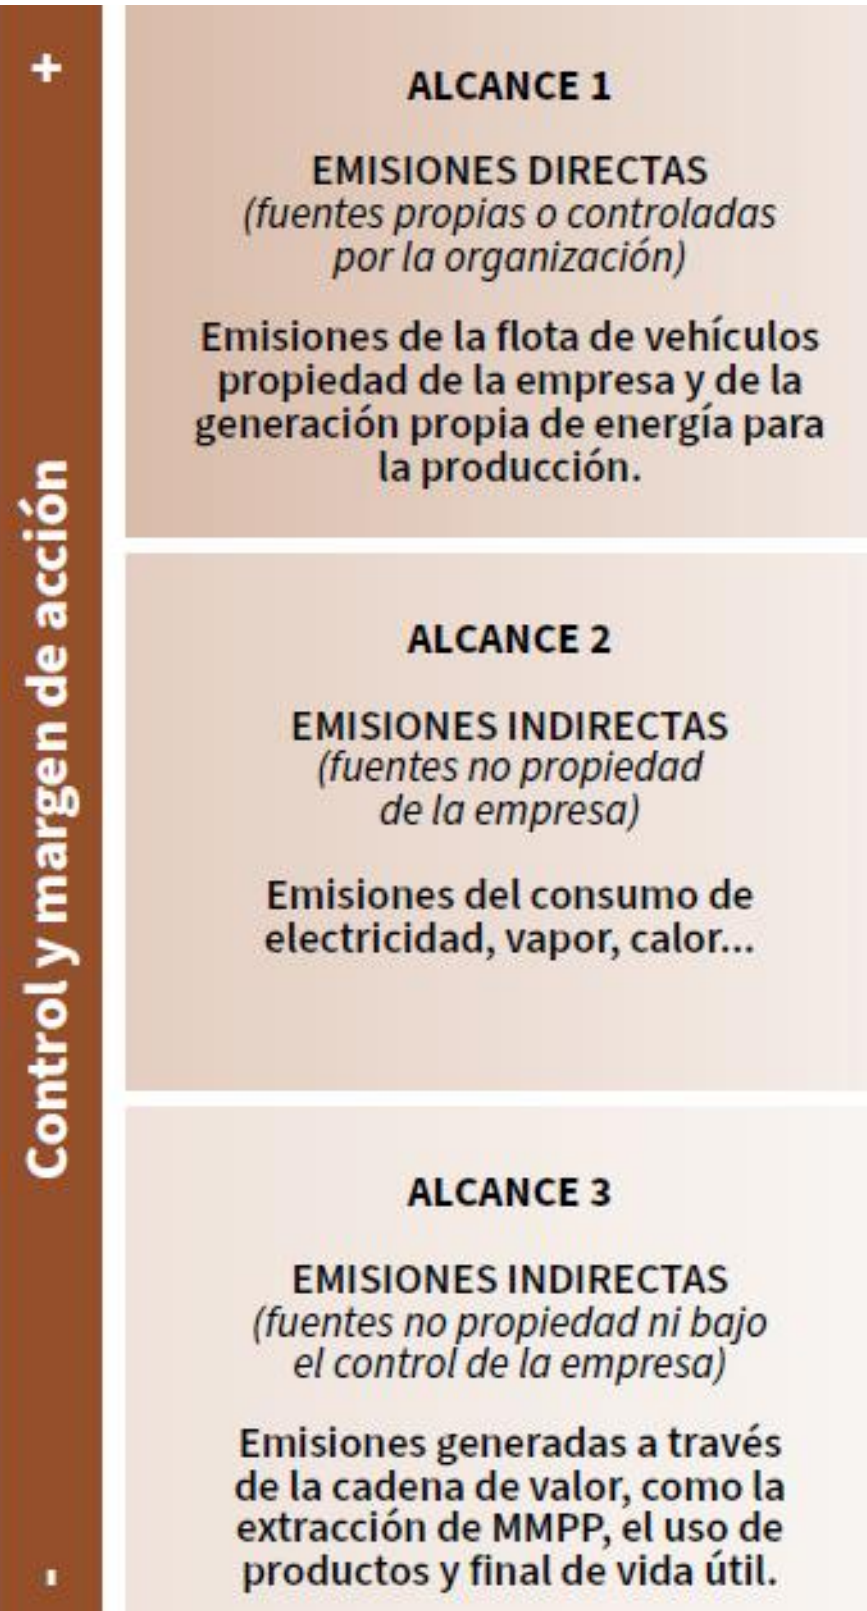 +
Control y margen de acción
-
ALCANCE 1
EMISIONES DIRECTAS
(fuentes propias o controladas
por la organización)
Emisiones de la flota de vehículos
propiedad de la empresa y de la
generación propia de energía para
la producción.
ALCANCE 2
EMISIONES INDIRECTAS
(fuentes no propiedad
de la empresa)
Emisiones del consumo de
electricidad, vapor, calor...
ALCANCE 3
EMISIONES INDIRECTAS
(fuentes no propiedad ni bajo
el control de la empresa)
Emisiones generadas a través
de la cadena de valor, como la
extracción de MMPP, el uso de
productos y final de vida útil.